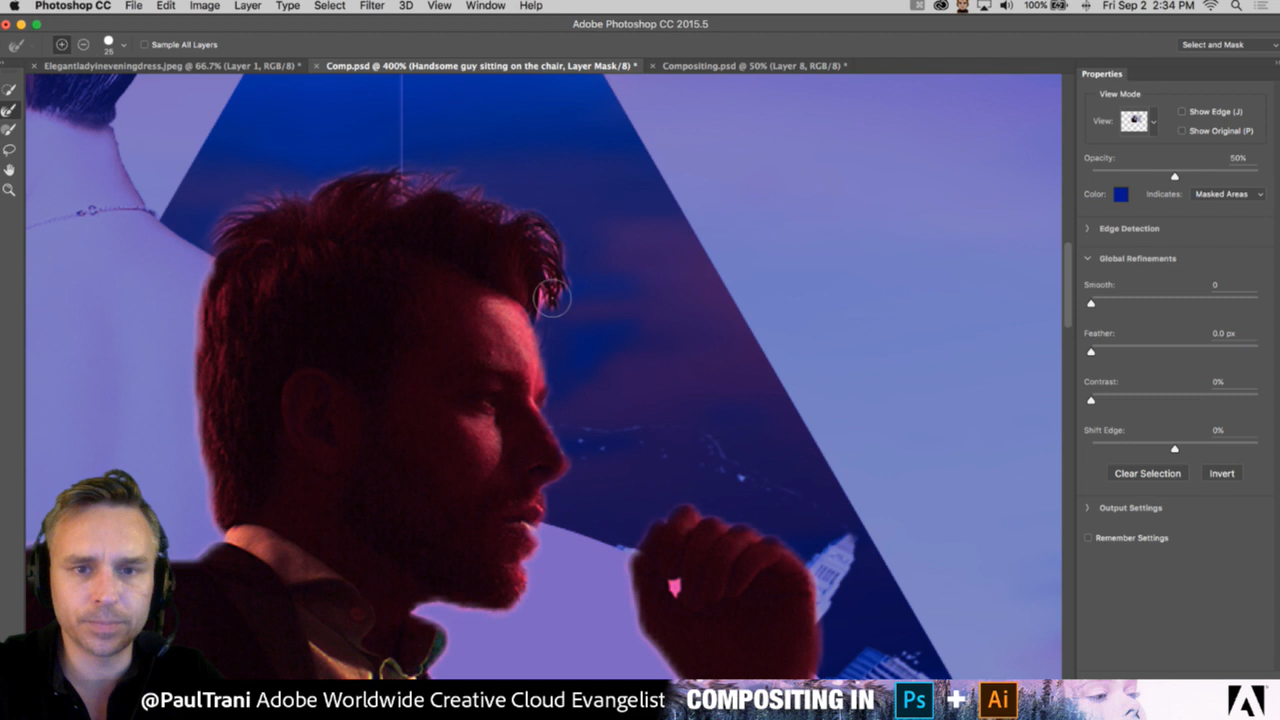 Photoshop CC File Edit Image Layer Type Select Filter 3D View Window Help 100% Fri Sep 2 2:34 PM
Adobe Photoshop CC 2015.5
25 Sample All Layers Select and Mask
× Elegantladyineveningdress.jpeg @ 66.7% (Layer 1, RGB/8) * × Comp.psd @ 400% (Handsome guy sitting on the chair, Layer Mask/8) * × Compositing.psd @ 50% (Layer 8, RGB/8) *
Properties
View Mode
View: Show Edge (J)
Show Original (P)
Opacity: 50%
Color: Indicates: Masked Areas
Edge Detection
Global Refinements
Smooth: 0
Feather: 0.0 px
Contrast: 0%
Shift Edge: 0%
Clear Selection Invert
Output Settings
Remember Settings
@PaulTrani Adobe Worldwide Creative Cloud Evangelist COMPOSITING IN Ps + Ai